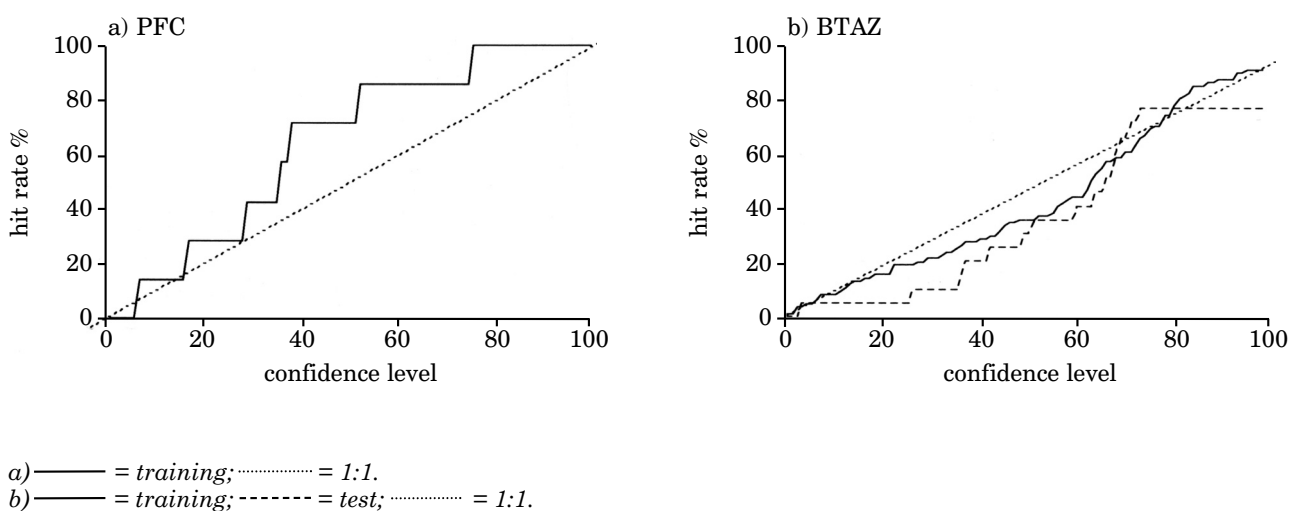 a) PFC
100
80
60
40
20
0
hit rate %
0 20 40 60 80 100
confidence level
b) BTAZ
100
80
60
40
20
0
hit rate %
0 20 40 60 80 100
confidence level
a) = training; = 1:1.
b) = training; = test; = 1:1.